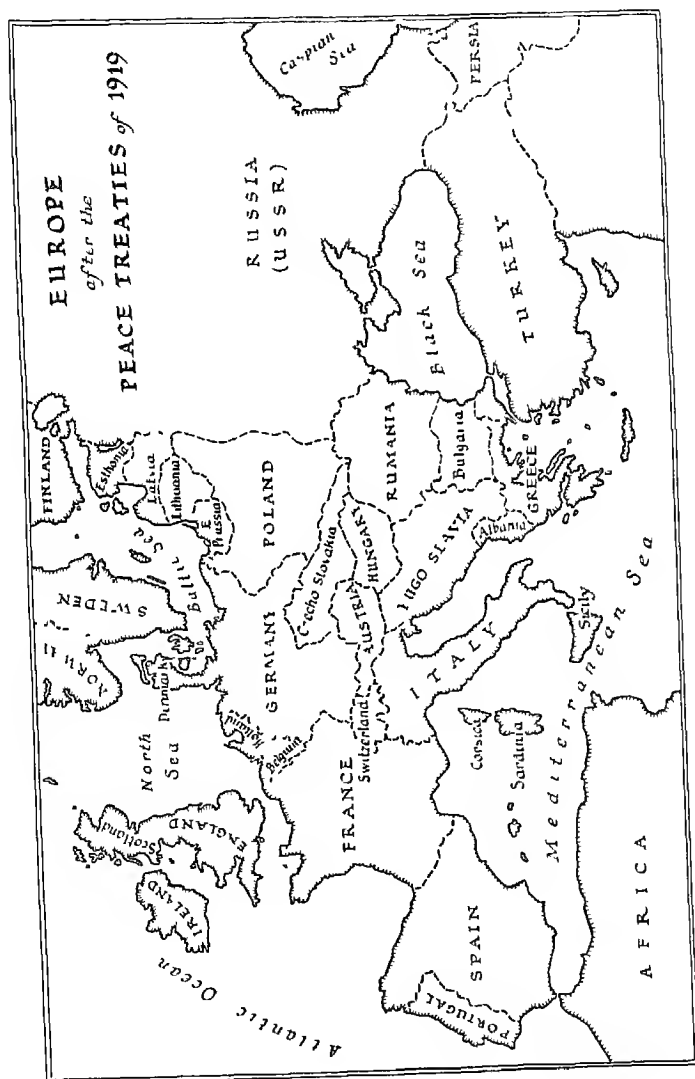 EUROPE
after the
PEACE TREATIES of 1919
RUSSIA
(USSR)
Caspian
Sea
PERSIA
Black Sea
TURKEY
FINLAND
Esthonia
Latvia
Lithuania
E
Prussia
Baltic Sea
SWEDEN
NORWAY
Denmark
North
Sea
Scotland
ENGLAND
IRELAND
Atlantic Ocean
Holland
Belgium
GERMANY
POLAND
Czecho Slovakia
AUSTRIA
HUNGARY
RUMANIA
Bulgaria
IUGO SLAVIA
Albania
GREECE
Switzerland
FRANCE
ITALY
Sicily
Corsica
Sardinia
SPAIN
PORTUGAL
Mediterranean Sea
AFRICA